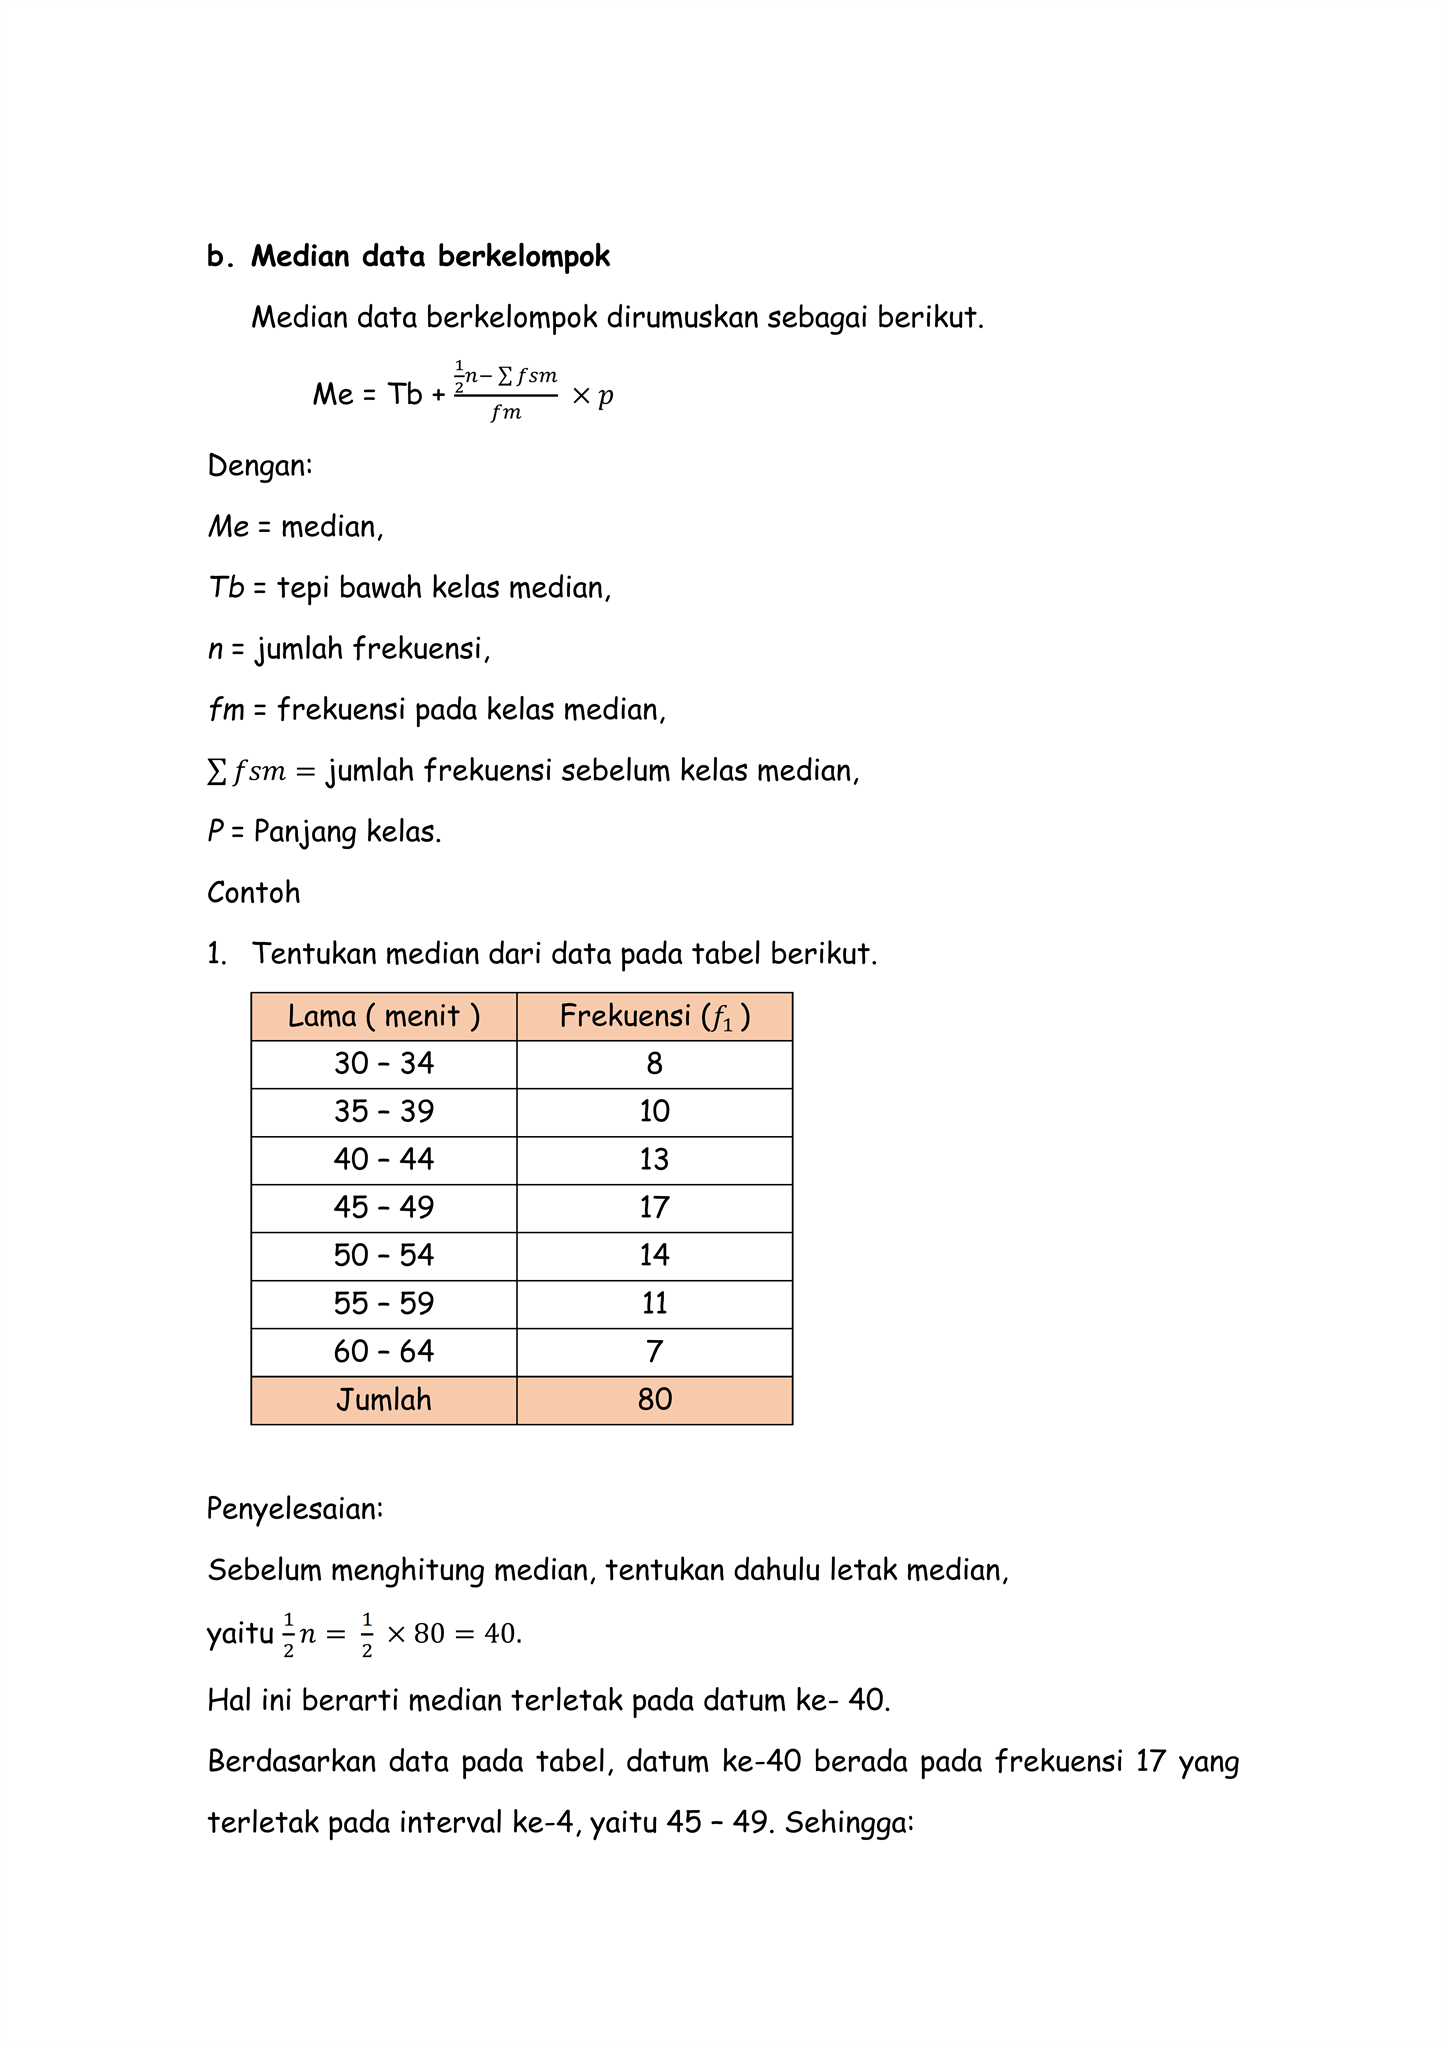 b. Median data berkelompok
Median data berkelompok dirumuskan sebagai berikut.
Me = Tb + \frac{\frac{1}{2}n - \sum fsm}{fm} × p
Dengan:
Me = median,
Tb = tepi bawah kelas median,
n = jumlah frekuensi,
fm = frekuensi pada kelas median,
∑ fsm = jumlah frekuensi sebelum kelas median,
P = Panjang kelas.
Contoh
1. Tentukan median dari data pada tabel berikut.
Lama ( menit ) Frekuensi (f₁ )
30 – 34 8
35 – 39 10
40 – 44 13
45 – 49 17
50 – 54 14
55 – 59 11
60 – 64 7
Jumlah 80
Penyelesaian:
Sebelum menghitung median, tentukan dahulu letak median,
yaitu \frac{1}{2}n = \frac{1}{2} × 80 = 40.
Hal ini berarti median terletak pada datum ke- 40.
Berdasarkan data pada tabel, datum ke-40 berada pada frekuensi 17 yang
terletak pada interval ke-4, yaitu 45 – 49. Sehingga: